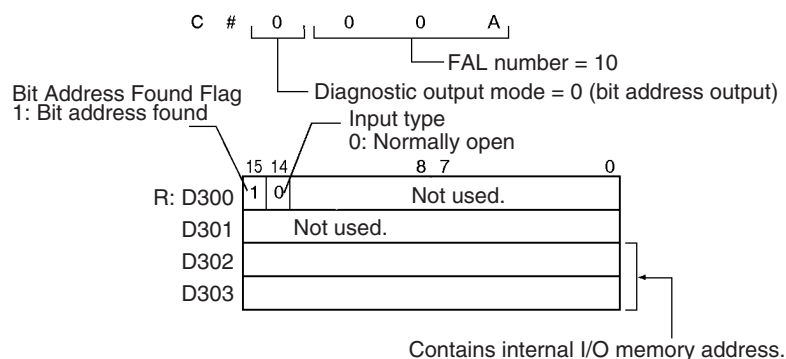 C # 0 0 0 A
FAL number = 10
Diagnostic output mode = 0 (bit address output)
Bit Address Found Flag
1: Bit address found
Input type
0: Normally open
15 14 8 7 0
R: D300 1 0 Not used.
D301 Not used.
D302
D303
Contains internal I/O memory address.